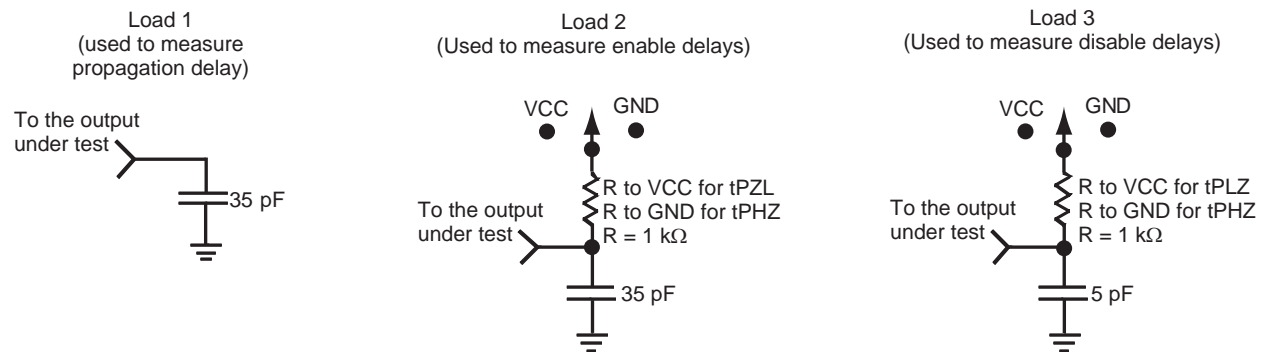 Load 1
(used to measure
propagation delay)
To the output
under test
35 pF
Load 2
(Used to measure enable delays)
VCC
GND
R to VCC for tPZL
R to GND for tPHZ
R = 1 kΩ
To the output
under test
35 pF
Load 3
(Used to measure disable delays)
VCC
GND
R to VCC for tPLZ
R to GND for tPHZ
R = 1 kΩ
To the output
under test
5 pF